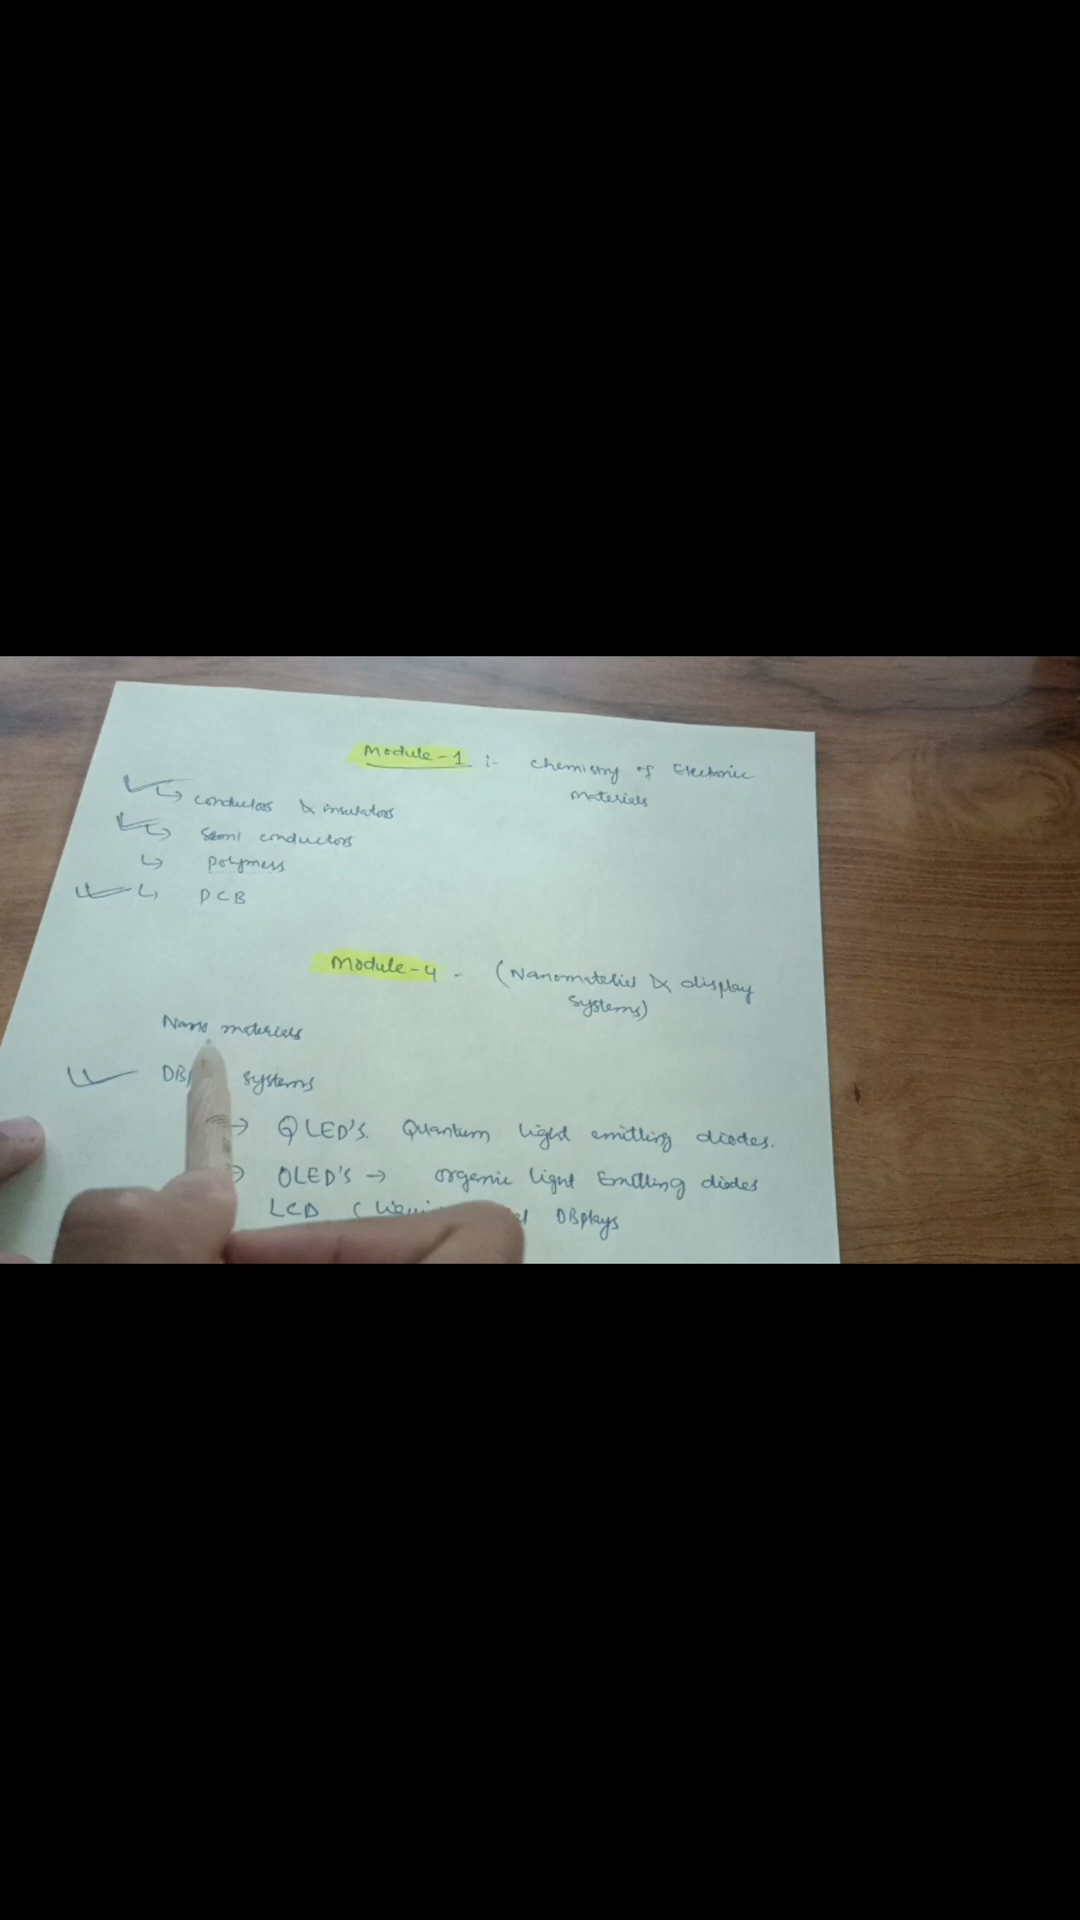 Module-1 :- Chemistry of Electronic
Materials
↳ conductors & insulators
↳ Semi conductors
↳ polymers
↳ PCB
Module-4 - (Nanomaterial & display
systems)
Nano materials
systems
→ QLED'S. Quantum light emitting diodes.
→ OLED'S → organic light Emitting diodes
LCD (